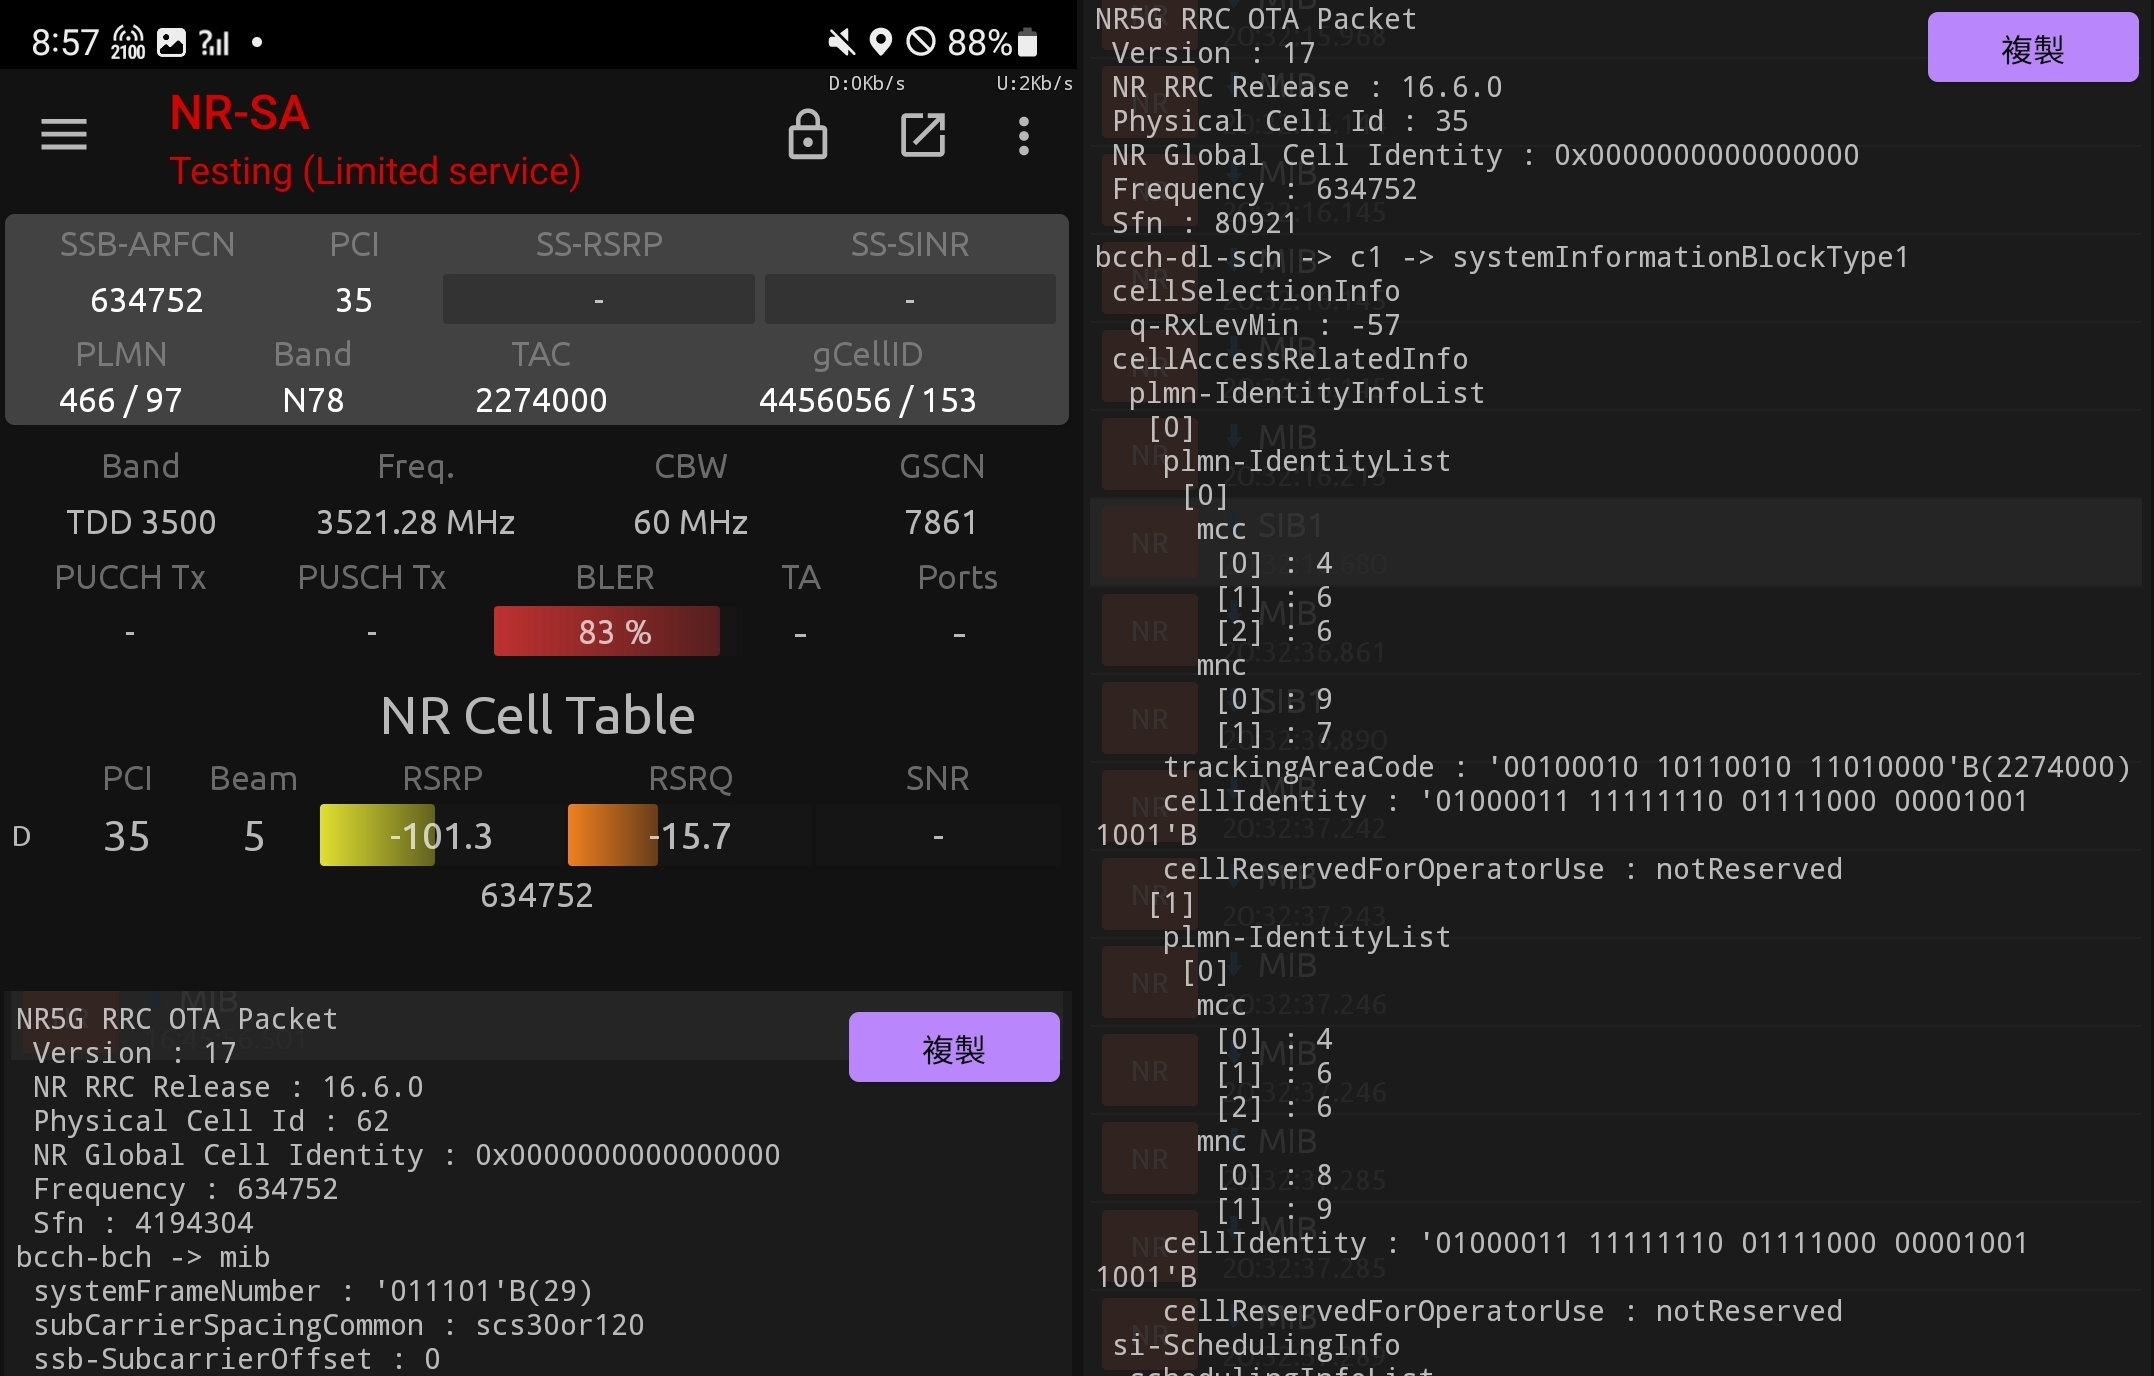 8:57 2100 ? 88%
D:0Kb/s U:2Kb/s
NR-SA
Testing (Limited service)
SSB-ARFCN PCI SS-RSRP SS-SINR
634752 35 - -
PLMN Band TAC gCellID
466 / 97 N78 2274000 4456056 / 153
Band Freq. CBW GSCN
TDD 3500 3521.28 MHz 60 MHz 7861
PUCCH Tx PUSCH Tx BLER TA Ports
- - 83 % - -
NR Cell Table
PCI Beam RSRP RSRQ SNR
D 35 5 -101.3 -15.7 -
634752
MIB
NR5G RRC OTA Packet
複製
Version : 17
NR RRC Release : 16.6.0
Physical Cell Id : 62
NR Global Cell Identity : 0x0000000000000000
Frequency : 634752
Sfn : 4194304
bcch-bch -> mib
systemFrameNumber : '011101'B(29)
subCarrierSpacingCommon : scs30or120
ssb-SubcarrierOffset : 0
NR5G RRC OTA Packet
複製
Version : 17
NR RRC Release : 16.6.0
Physical Cell Id : 35
NR Global Cell Identity : 0x0000000000000000
Frequency : 634752
Sfn : 80921
bcch-dl-sch -> c1 -> systemInformationBlockType1
cellSelectionInfo
q-RxLevMin : -57
cellAccessRelatedInfo
plmn-IdentityInfoList
[0]
plmn-IdentityList
[0]
mcc
[0] : 4
[1] : 6
[2] : 6
mnc
[0] : 9
[1] : 7
trackingAreaCode : '00100010 10110010 11010000'B(2274000)
cellIdentity : '01000011 11111110 01111000 00001001
1001'B
cellReservedForOperatorUse : notReserved
[1]
plmn-IdentityList
[0]
mcc
[0] : 4
[1] : 6
[2] : 6
mnc
[0] : 8
[1] : 9
cellIdentity : '01000011 11111110 01111000 00001001
1001'B
cellReservedForOperatorUse : notReserved
si-SchedulingInfo
schedulingInfoList